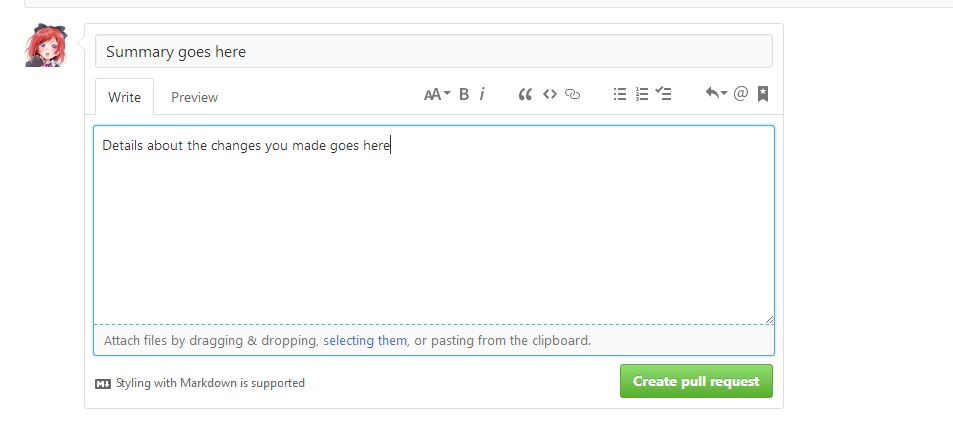 Summary goes here
Write Preview AA B i @
Details about the changes you made goes here
Attach files by dragging & dropping, selecting them, or pasting from the clipboard.
M Styling with Markdown is supported Create pull request